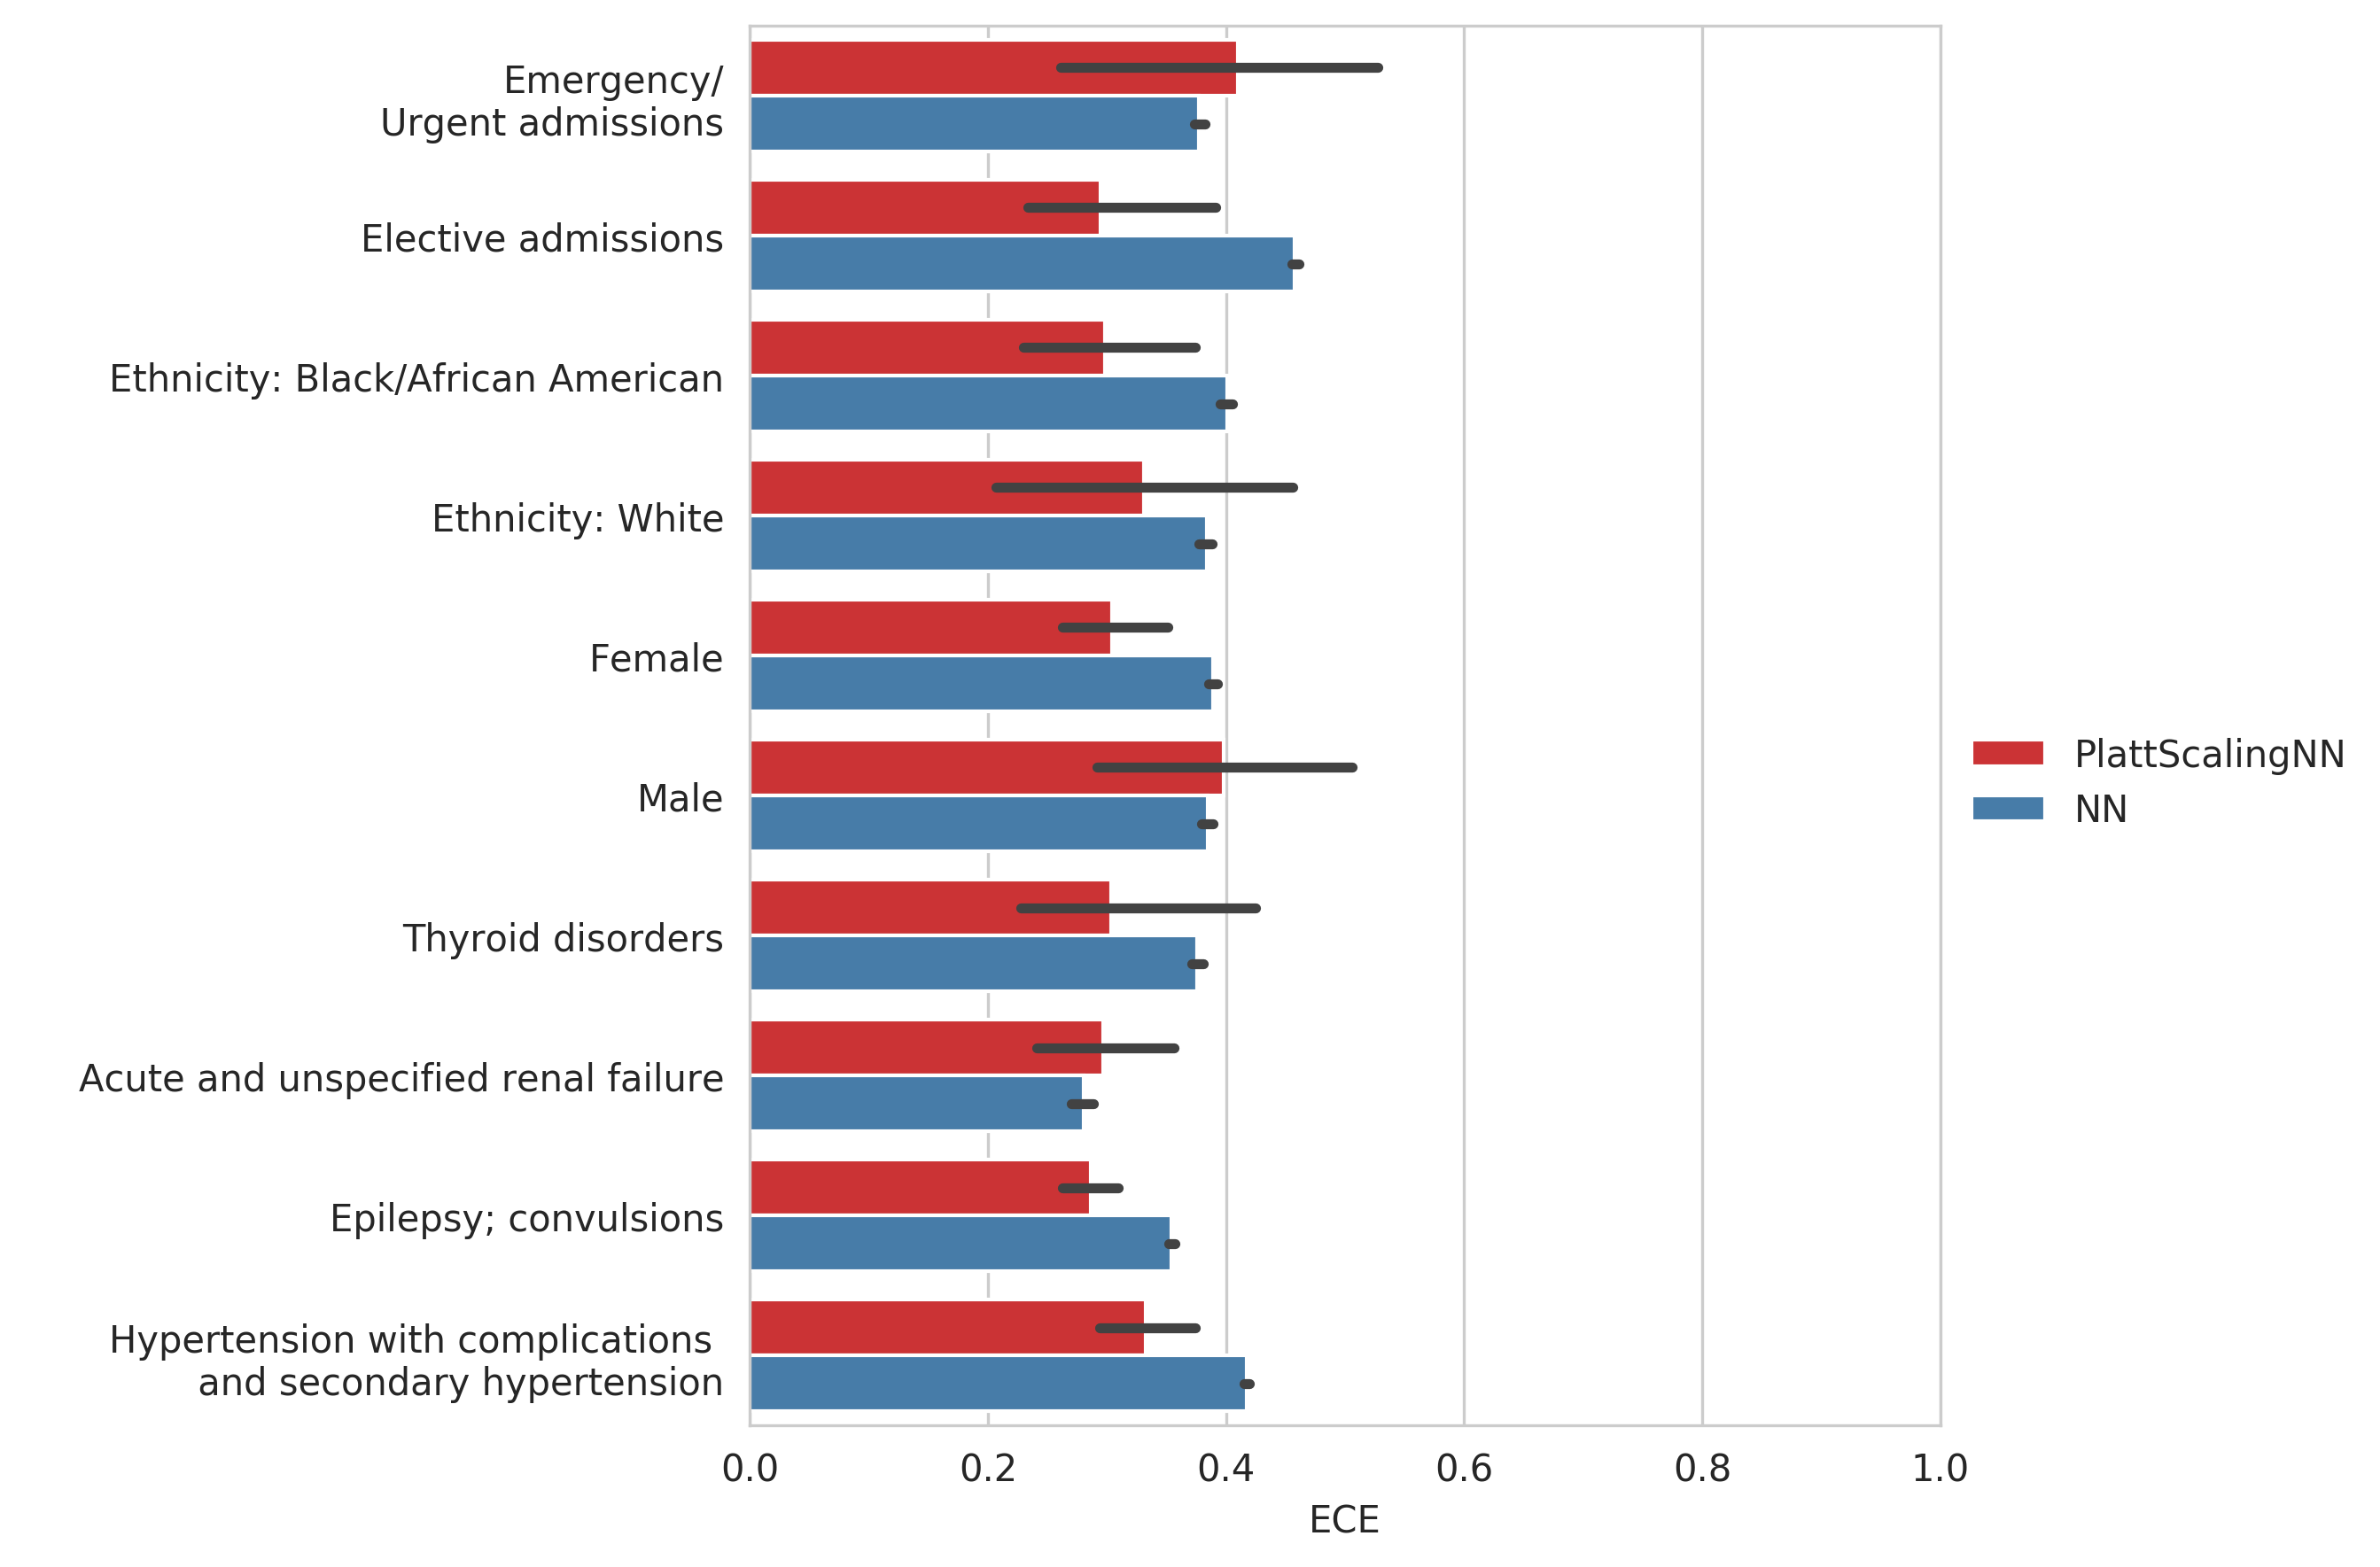 Emergency/
Urgent admissions
Elective admissions
Ethnicity: Black/African American
Ethnicity: White
Female
Male
Thyroid disorders
Acute and unspecified renal failure
Epilepsy; convulsions
Hypertension with complications
and secondary hypertension
0.0 0.2 0.4 0.6 0.8 1.0
ECE
PlattScalingNN
NN